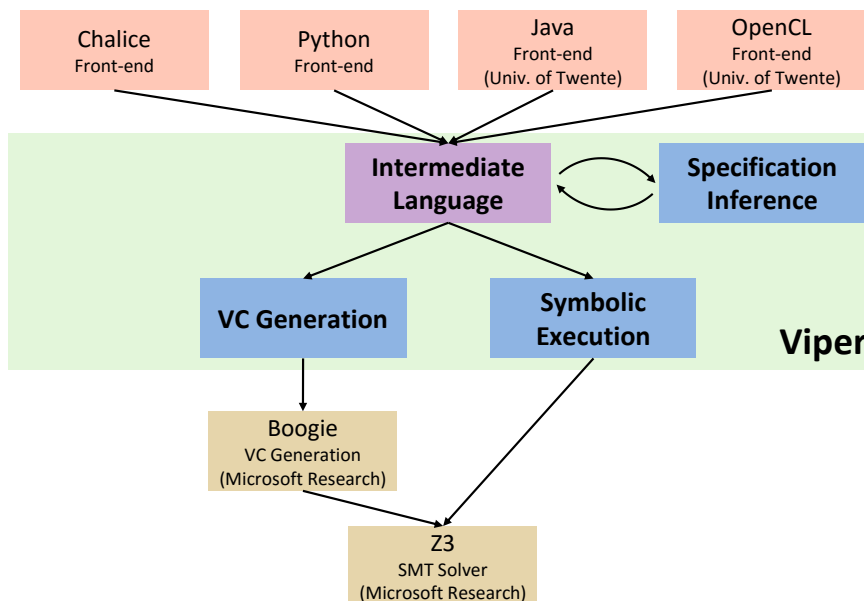 Chalice
Front-end
Python
Front-end
Java
Front-end
(Univ. of Twente)
OpenCL
Front-end
(Univ. of Twente)
Intermediate
Language
Specification
Inference
VC Generation
Symbolic
Execution
Viper
Boogie
VC Generation
(Microsoft Research)
Z3
SMT Solver
(Microsoft Research)